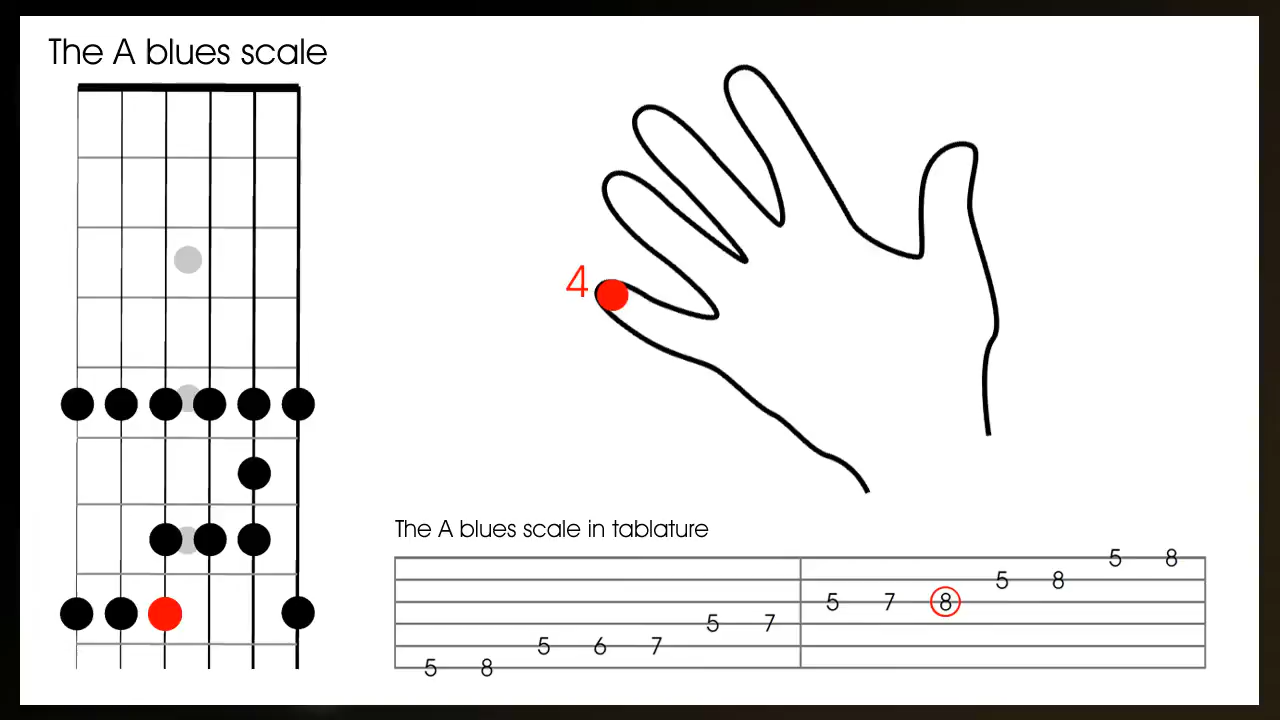 The A blues scale
4
The A blues scale in tablature
5 8
5 7 8 5 8
5 7
5 6 7
5 8